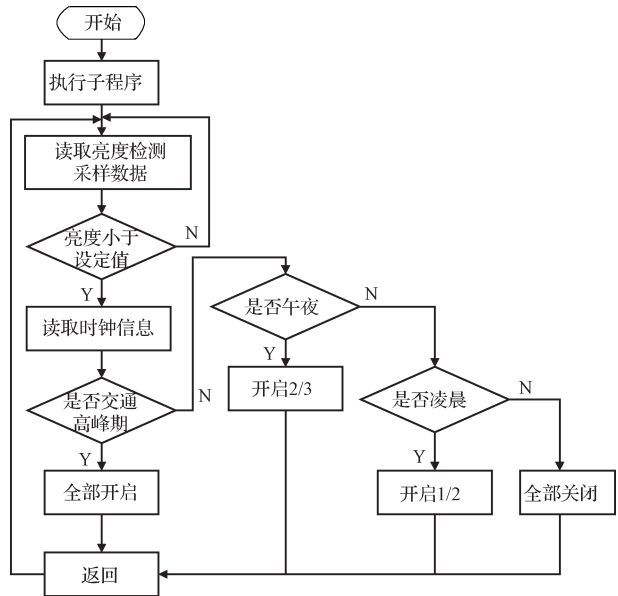 开始
执行子程序
读取亮度检测
采样数据
亮度小于
设定值
N
Y
读取时钟信息
是否交通
高峰期
N
Y
全部开启
返回
是否午夜
N
Y
开启2/3
是否凌晨
N
Y
开启1/2
全部关闭